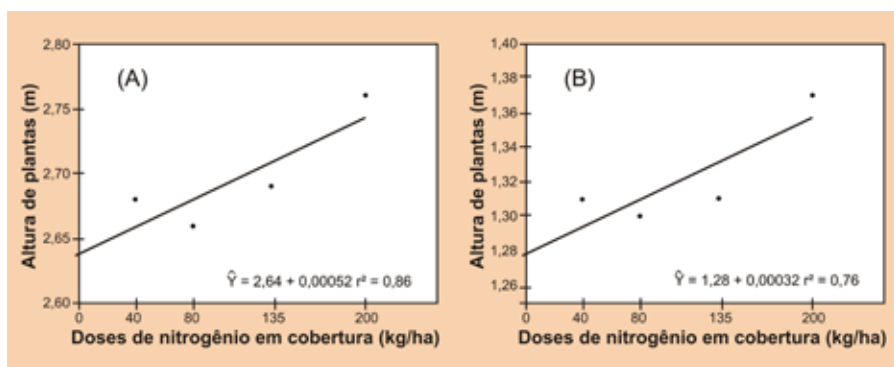 (A)
Altura de plantas (m)
2,80
2,75
2,70
2,65
2,60
0 40 80 135 200
Ŷ = 2,64 + 0,00052 r² = 0,86
Doses de nitrogênio em cobertura (kg/ha)
(B)
Altura de plantas (m)
1,40
1,38
1,36
1,34
1,32
1,30
1,28
1,26
0 40 80 135 200
Ŷ = 1,28 + 0,00032 r² = 0,76
Doses de nitrogênio em cobertura (kg/ha)